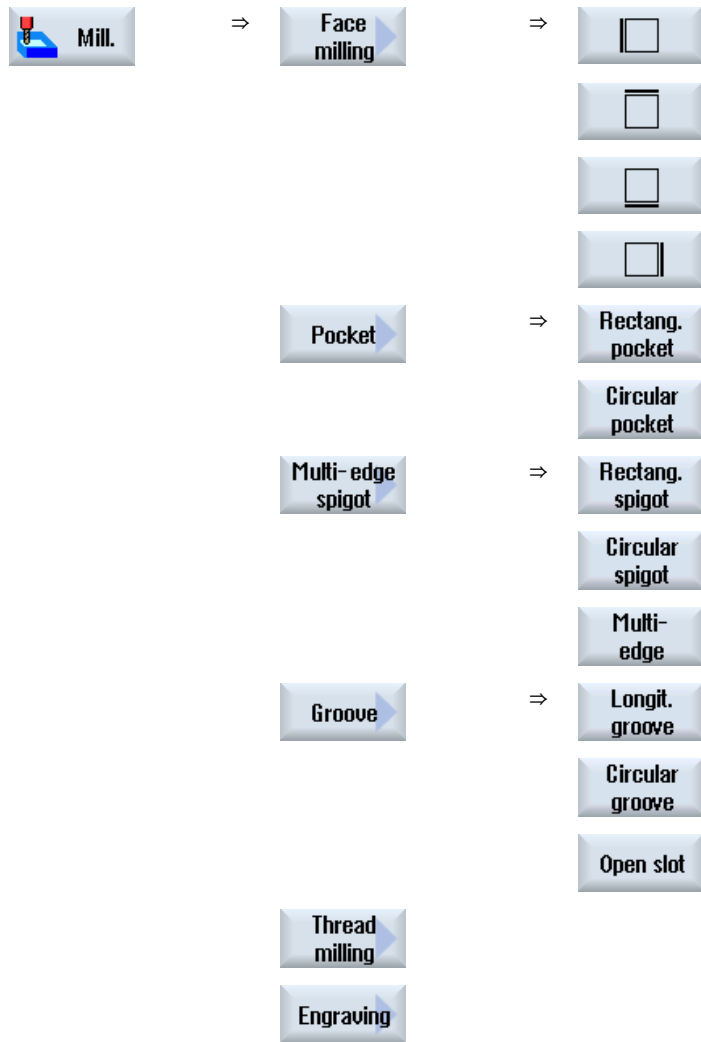 Mill.
⇒
Face
milling
⇒
Pocket
⇒
Rectang.
pocket
Circular
pocket
Multi-edge
spigot
⇒
Rectang.
spigot
Circular
spigot
Multi-
edge
Groove
⇒
Longit.
groove
Circular
groove
Open slot
Thread
milling
Engraving